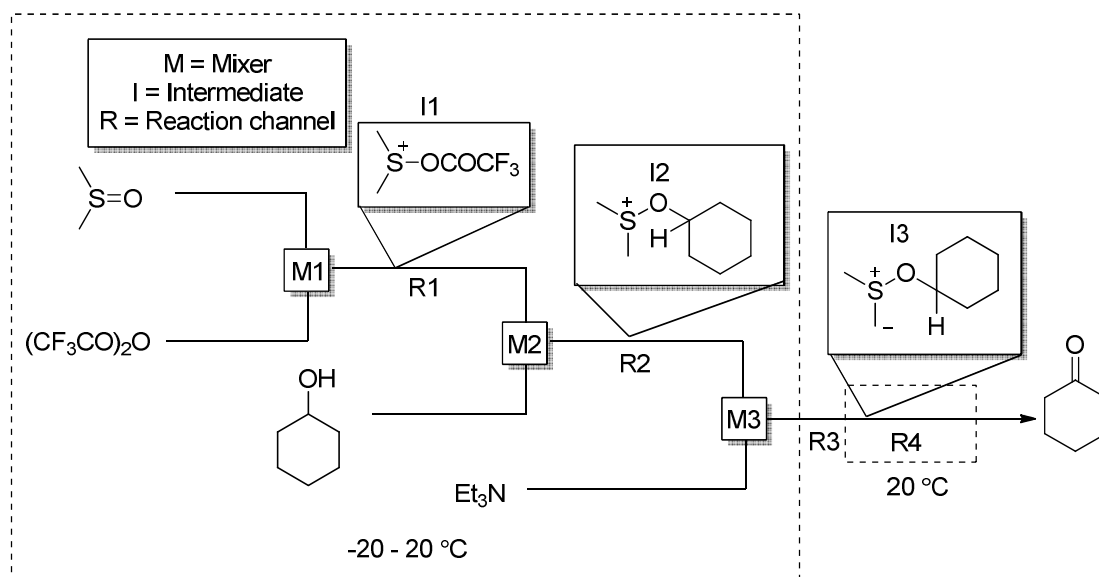 M = Mixer
I = Intermediate
R = Reaction channel
I1
S+–OCOCF3
S=O
M1
R1
(CF3CO)2O
I2
S+ O
H
M2
R2
OH
I3
S+ O
–
H
M3
R3
R4
O
Et3N
20 °C
-20 - 20 °C